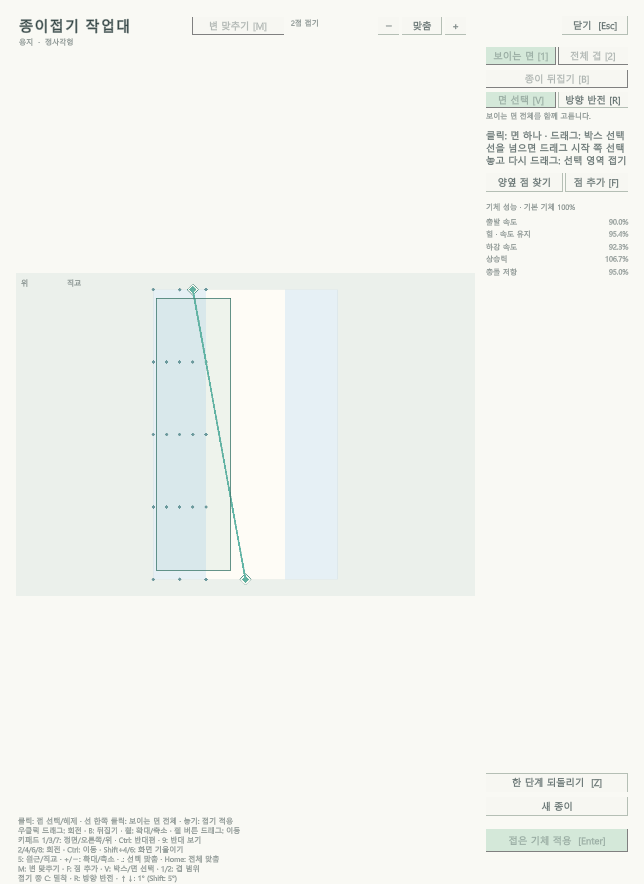 종이접기 작업대
용지 · 정사각형
변 맞추기 [M]
2점 접기
− 맞춤 +
닫기 [Esc]
보이는 면 [1] 전체 겹 [2]
종이 뒤집기 [B]
면 선택 [V] 방향 반전 [R]
보이는 면 전체를 함께 고릅니다.
클릭: 면 하나 · 드래그: 박스 선택
선을 넘으면 드래그 시작 쪽 선택
놓고 다시 드래그: 선택 영역 접기
양옆 점 찾기 점 추가 [F]
기체 성능 · 기본 기체 100%
종말 속도 90.0%
힘 · 속도 유지 95.4%
하강 속도 92.3%
상승력 106.7%
충돌 저항 95.0%
위 직교
한 단계 되돌리기 [Z]
새 종이
접은 기체 적용 [Enter]
클릭: 점 선택/해제 · 선 한쪽 클릭: 보이는 면 전체 · 놓기: 접기 적용
우클릭 드래그: 회전 · B: 뒤집기 · 휠: 확대/축소 · 휠 버튼 드래그: 이동
키패드 1/3/7: 정면/오른쪽/위 · Ctrl: 반대편 · 9: 반대 보기
2/4/6/8: 회전 · Ctrl: 이동 · Shift+4/6: 화면 기울이기
5: 원근/직교 · +/−: 확대/축소 · .: 선택 맞춤 · Home: 전체 맞춤
M: 변 맞추기 · F: 점 추가 · V: 박스/면 선택 · 1/2: 겹 범위
접기 중 C: 밀착 · R: 방향 반전 · ↑↓: 1° (Shift: 5°)